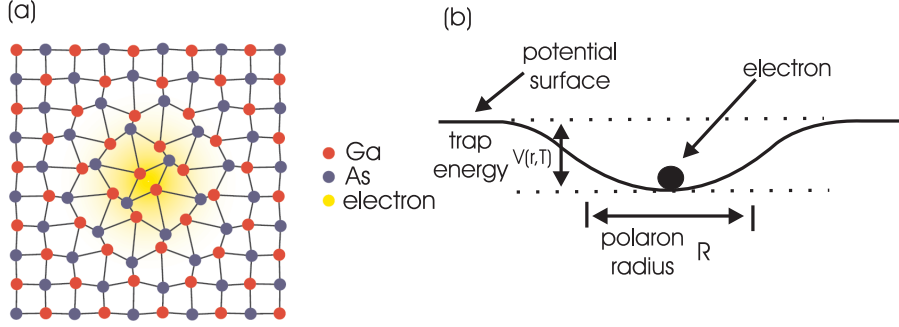 (a)
Ga
As
electron
(b)
potential
surface
electron
trap
energy
V(r,T)
polaron
radius R